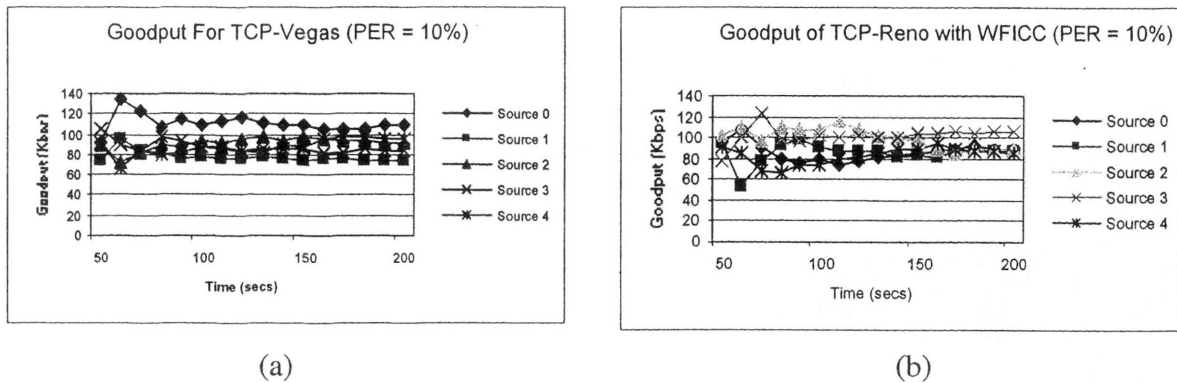 Goodput For TCP-Vegas (PER = 10%)
Goodput (Kbps)
140
120
100
80
60
40
20
0
50
100
150
200
Time (secs)
Source 0
Source 1
Source 2
Source 3
Source 4
(a)
Goodput of TCP-Reno with WFICC (PER = 10%)
Goodput (Kbps)
140
120
100
80
60
40
20
0
50
100
150
200
Time (secs)
Source 0
Source 1
Source 2
Source 3
Source 4
(b)